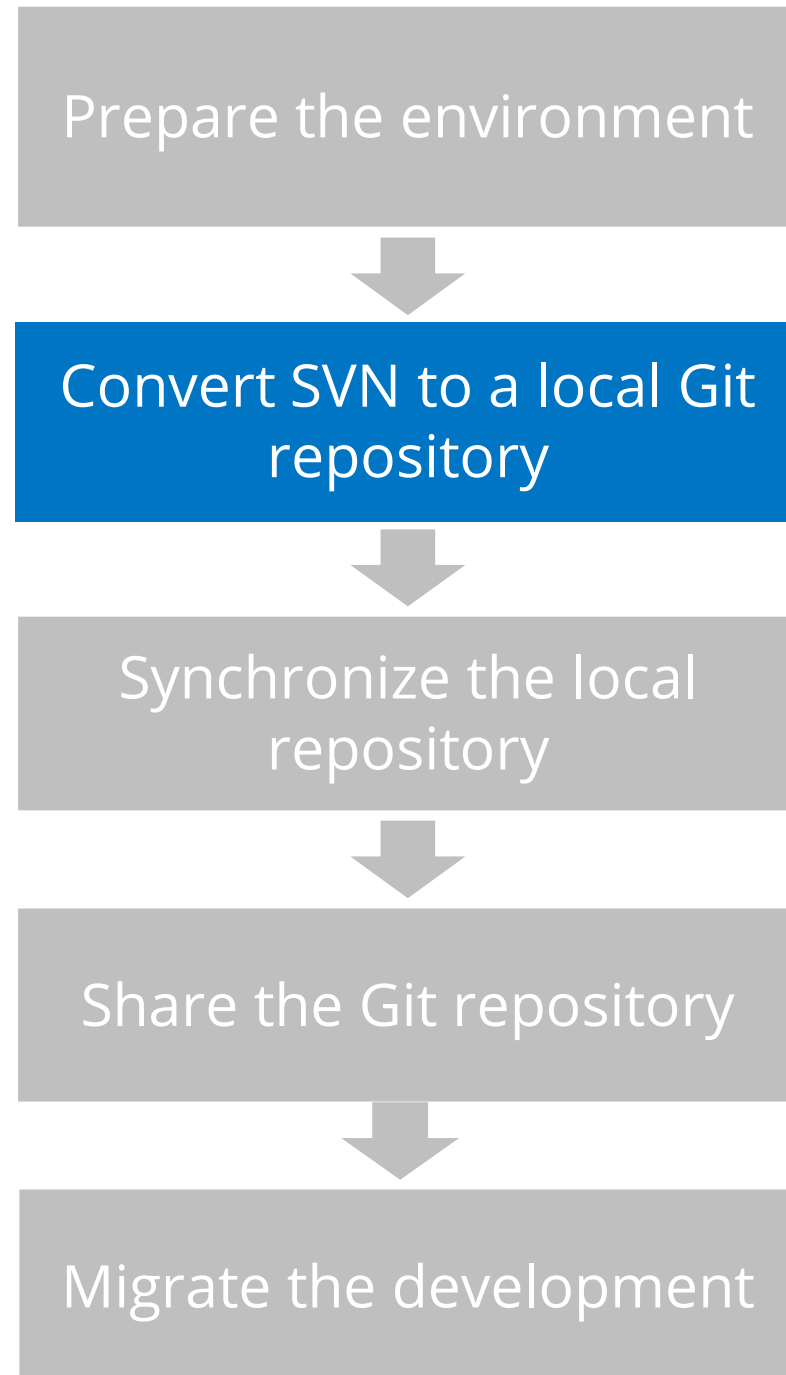 Prepare the environment
Convert SVN to a local Git
repository
Synchronize the local
repository
Share the Git repository
Migrate the development